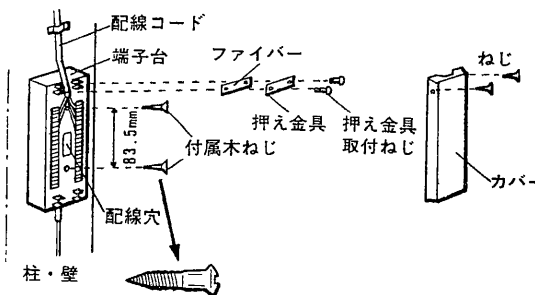 配線コード
端子台
ファイバー
ねじ
83.5mm
付属木ねじ
押え金具
押え金具
取付ねじ
カバー
配線穴
柱・壁